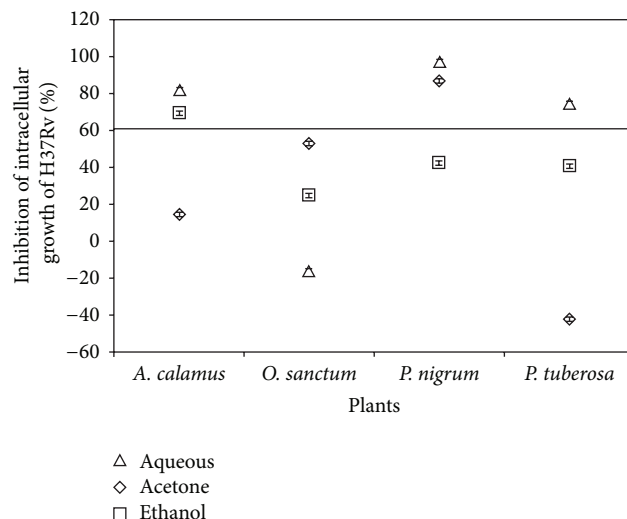 Inhibition of intracellular
growth of H37Rv (%)
120
100
80
60
40
20
0
−20
−40
−60
A. calamus
O. sanctum
P. nigrum
P. tuberosa
Plants
Aqueous
Acetone
Ethanol